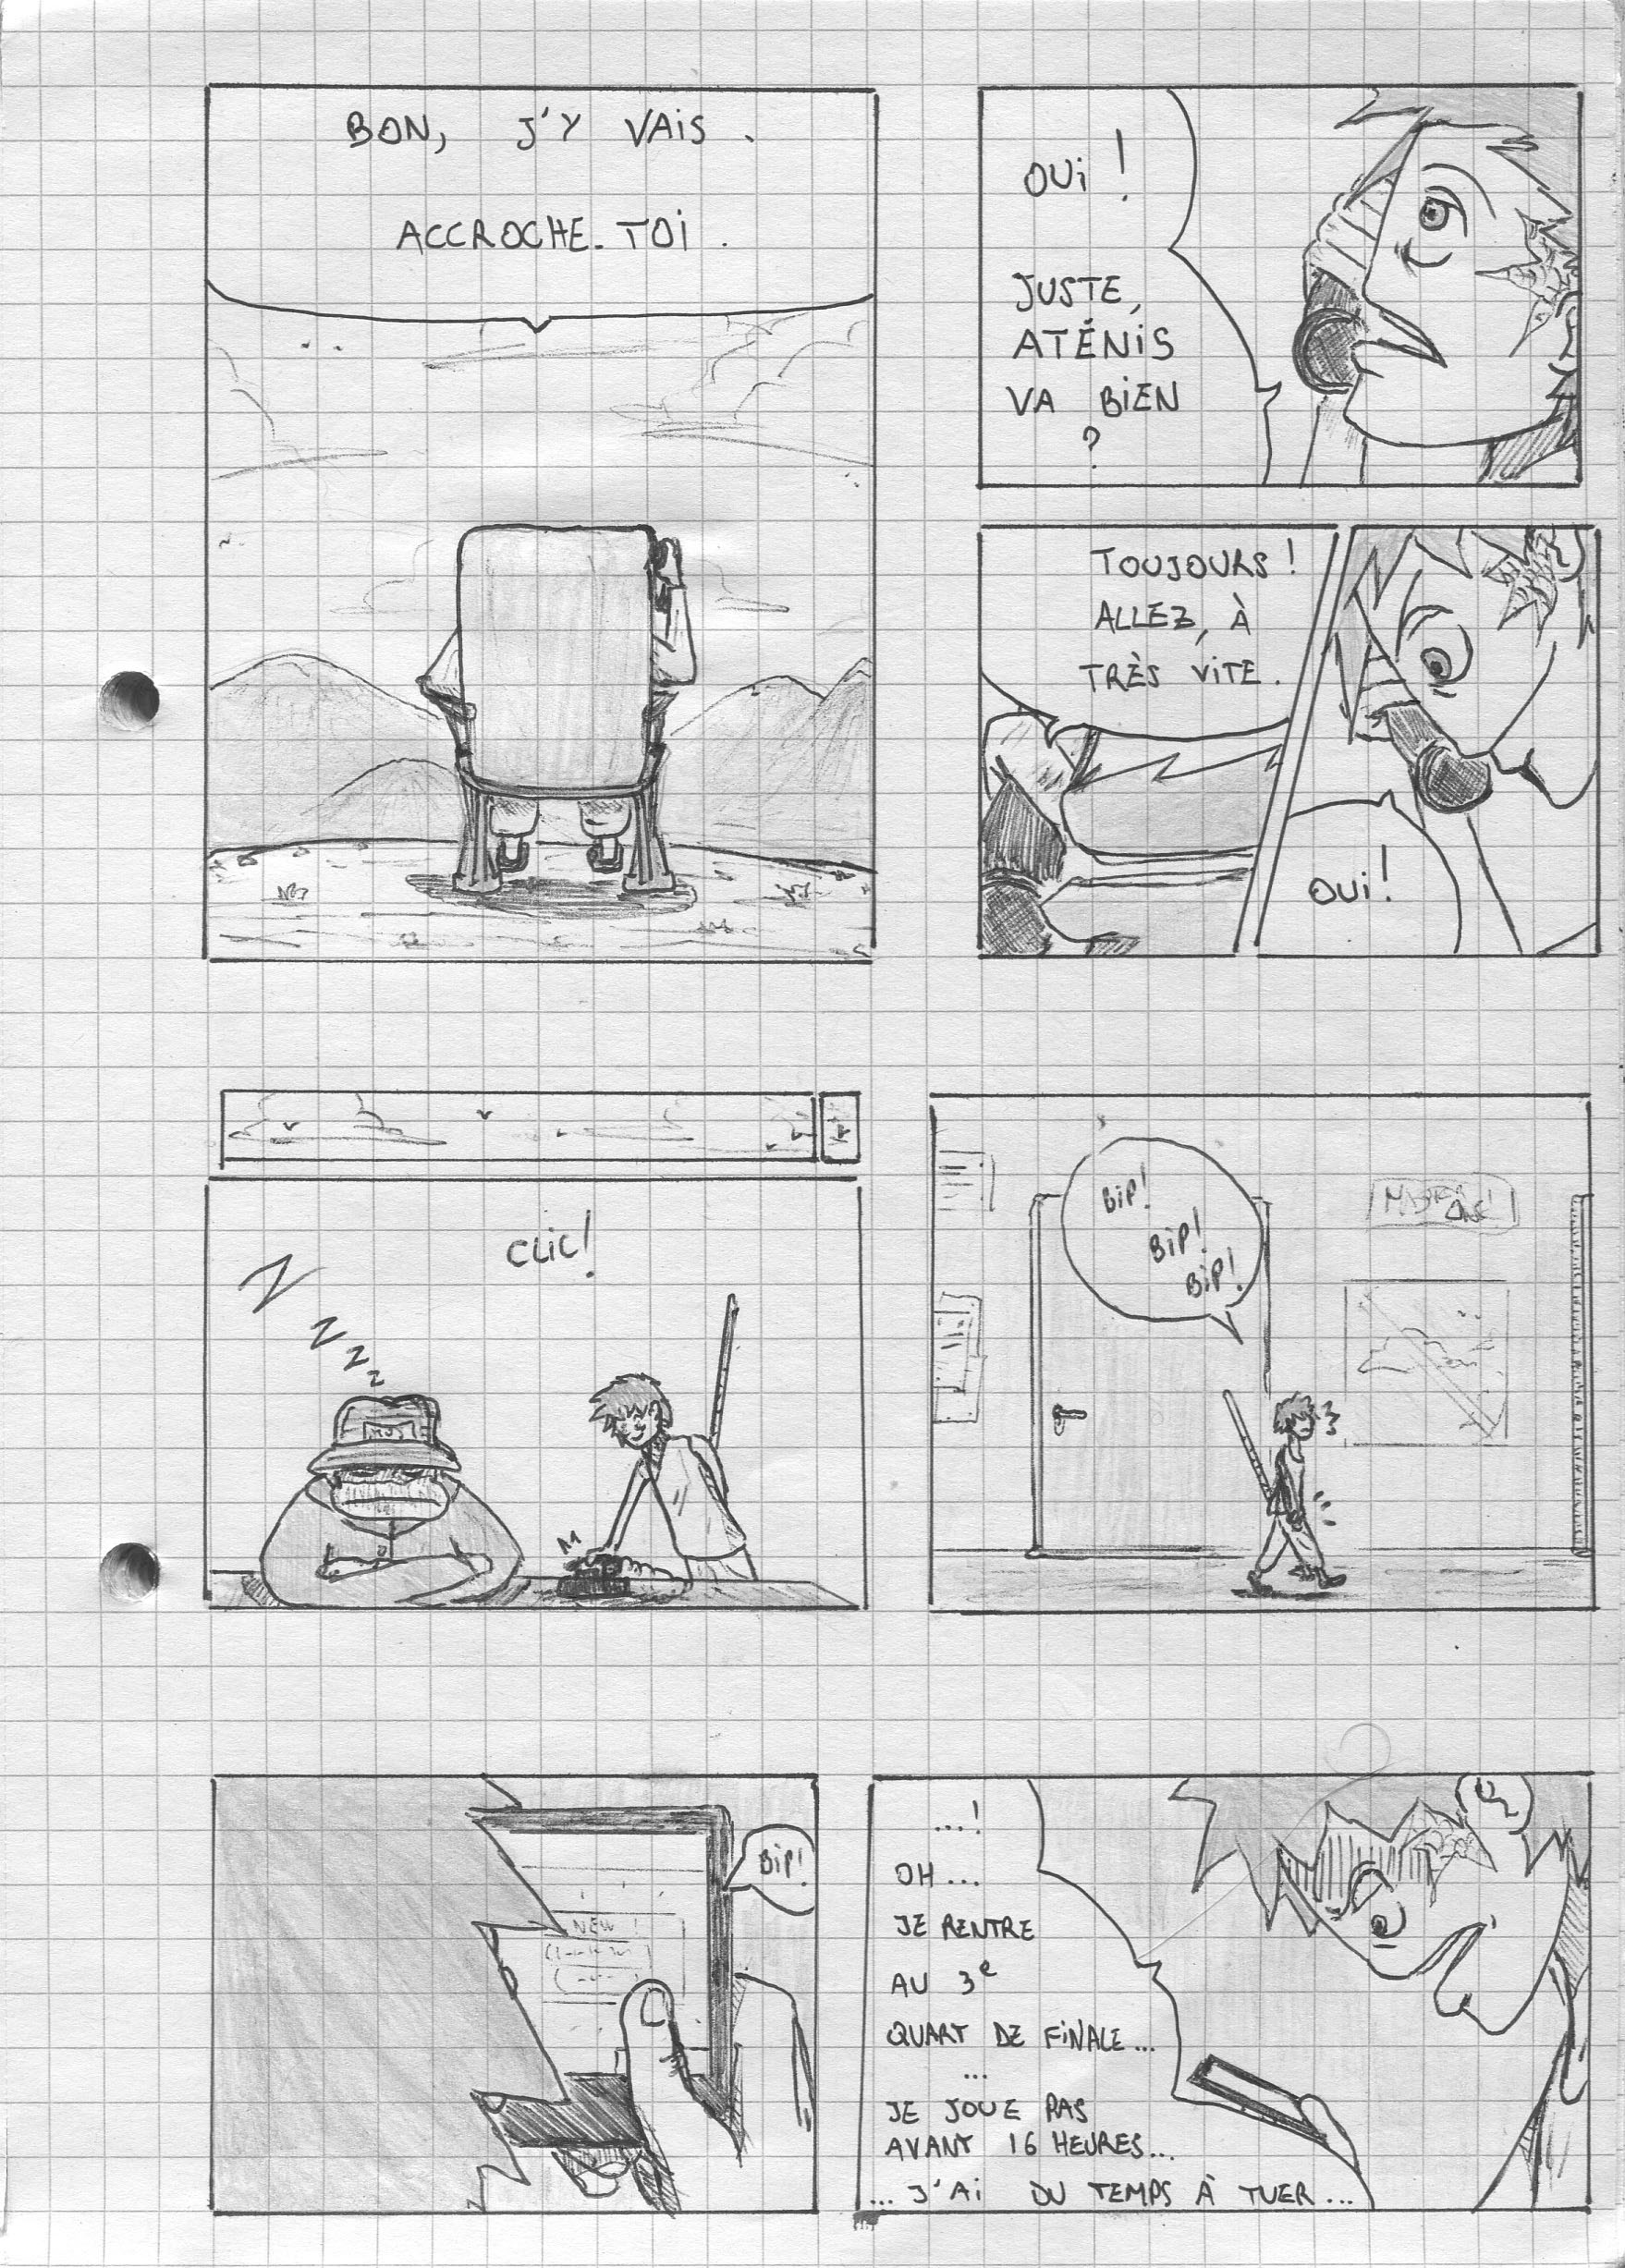 BON, J'Y VAIS.
ACCROCHE-TOI.
OUI !
JUSTE,
ATÉNIS
VA BIEN
?
TOUJOURS !
ALLEZ, À
TRÈS VITE.
OUI !
CLIC !
Z
Z
Z
Z
BIP!
BIP!
BIP!
NEW !
BIP!
...!
OH...
JE RENTRE
AU 3e
QUART DE FINALE...
...
JE JOUE PAS
AVANT 16 HEURES...
... J'AI DU TEMPS À TUER...